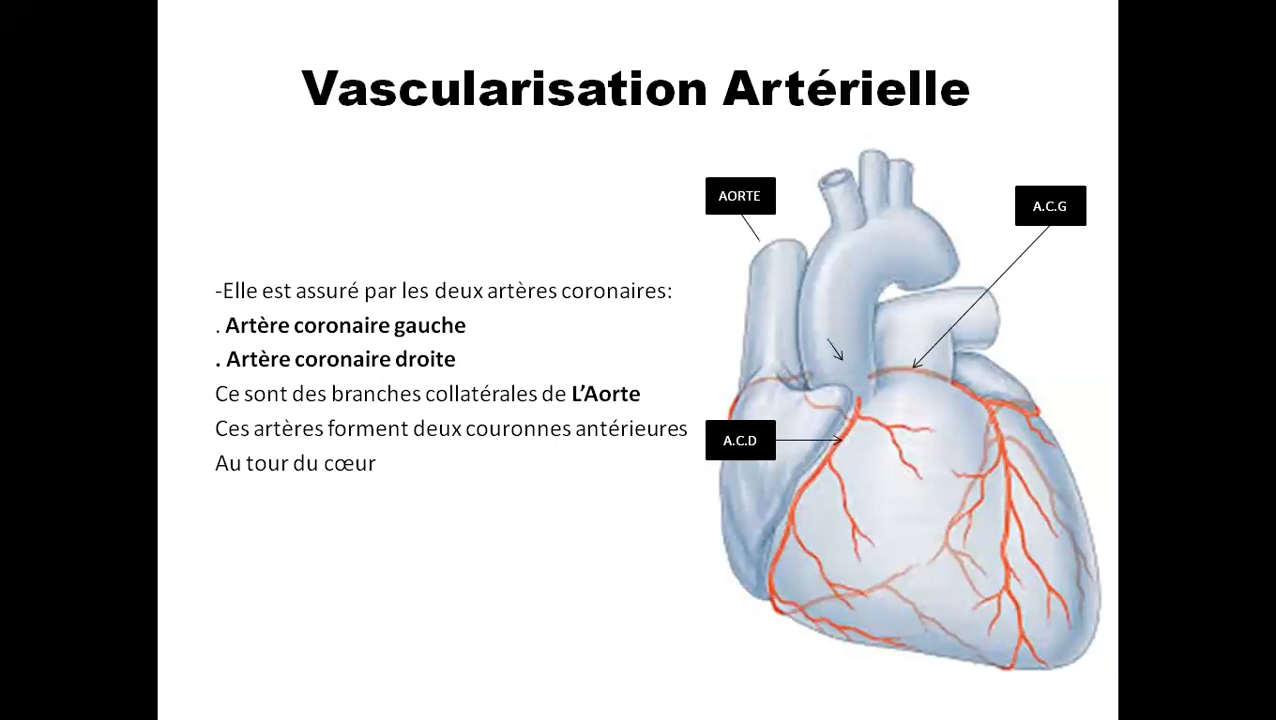 Vascularisation Artérielle
AORTE
A.C.G
-Elle est assuré par les deux artères coronaires:
. Artère coronaire gauche
. Artère coronaire droite
Ce sont des branches collatérales de L’Aorte
Ces artères forment deux couronnes antérieures
A.C.D
Au tour du cœur